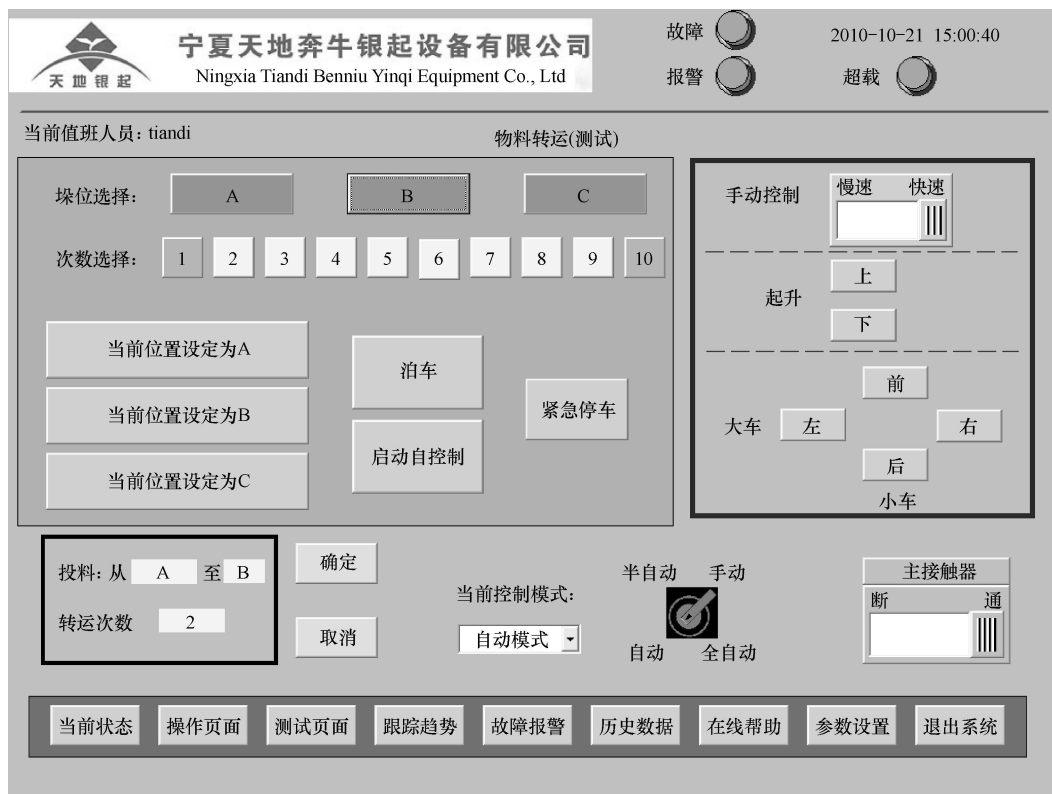 天地银起
宁夏天地奔牛银起设备有限公司
Ningxia Tiandi Benniu Yinqi Equipment Co., Ltd
故障
2010-10-21 15:00:40
报警
超载
当前值班人员: tiandi
物料转运(测试)
垛位选择: A B C
次数选择: 1 2 3 4 5 6 7 8 9 10
当前位置设定为A
当前位置设定为B
当前位置设定为C
泊车
启动自控制
紧急停车
手动控制
慢速 快速
起升
上
下
前
大车 左 右
后
小车
投料: 从 A 至 B
转运次数 2
确定
取消
当前控制模式:
自动模式
半自动 手动
自动 全自动
主接触器
断 通
当前状态 操作页面 测试页面 跟踪趋势 故障报警 历史数据 在线帮助 参数设置 退出系统